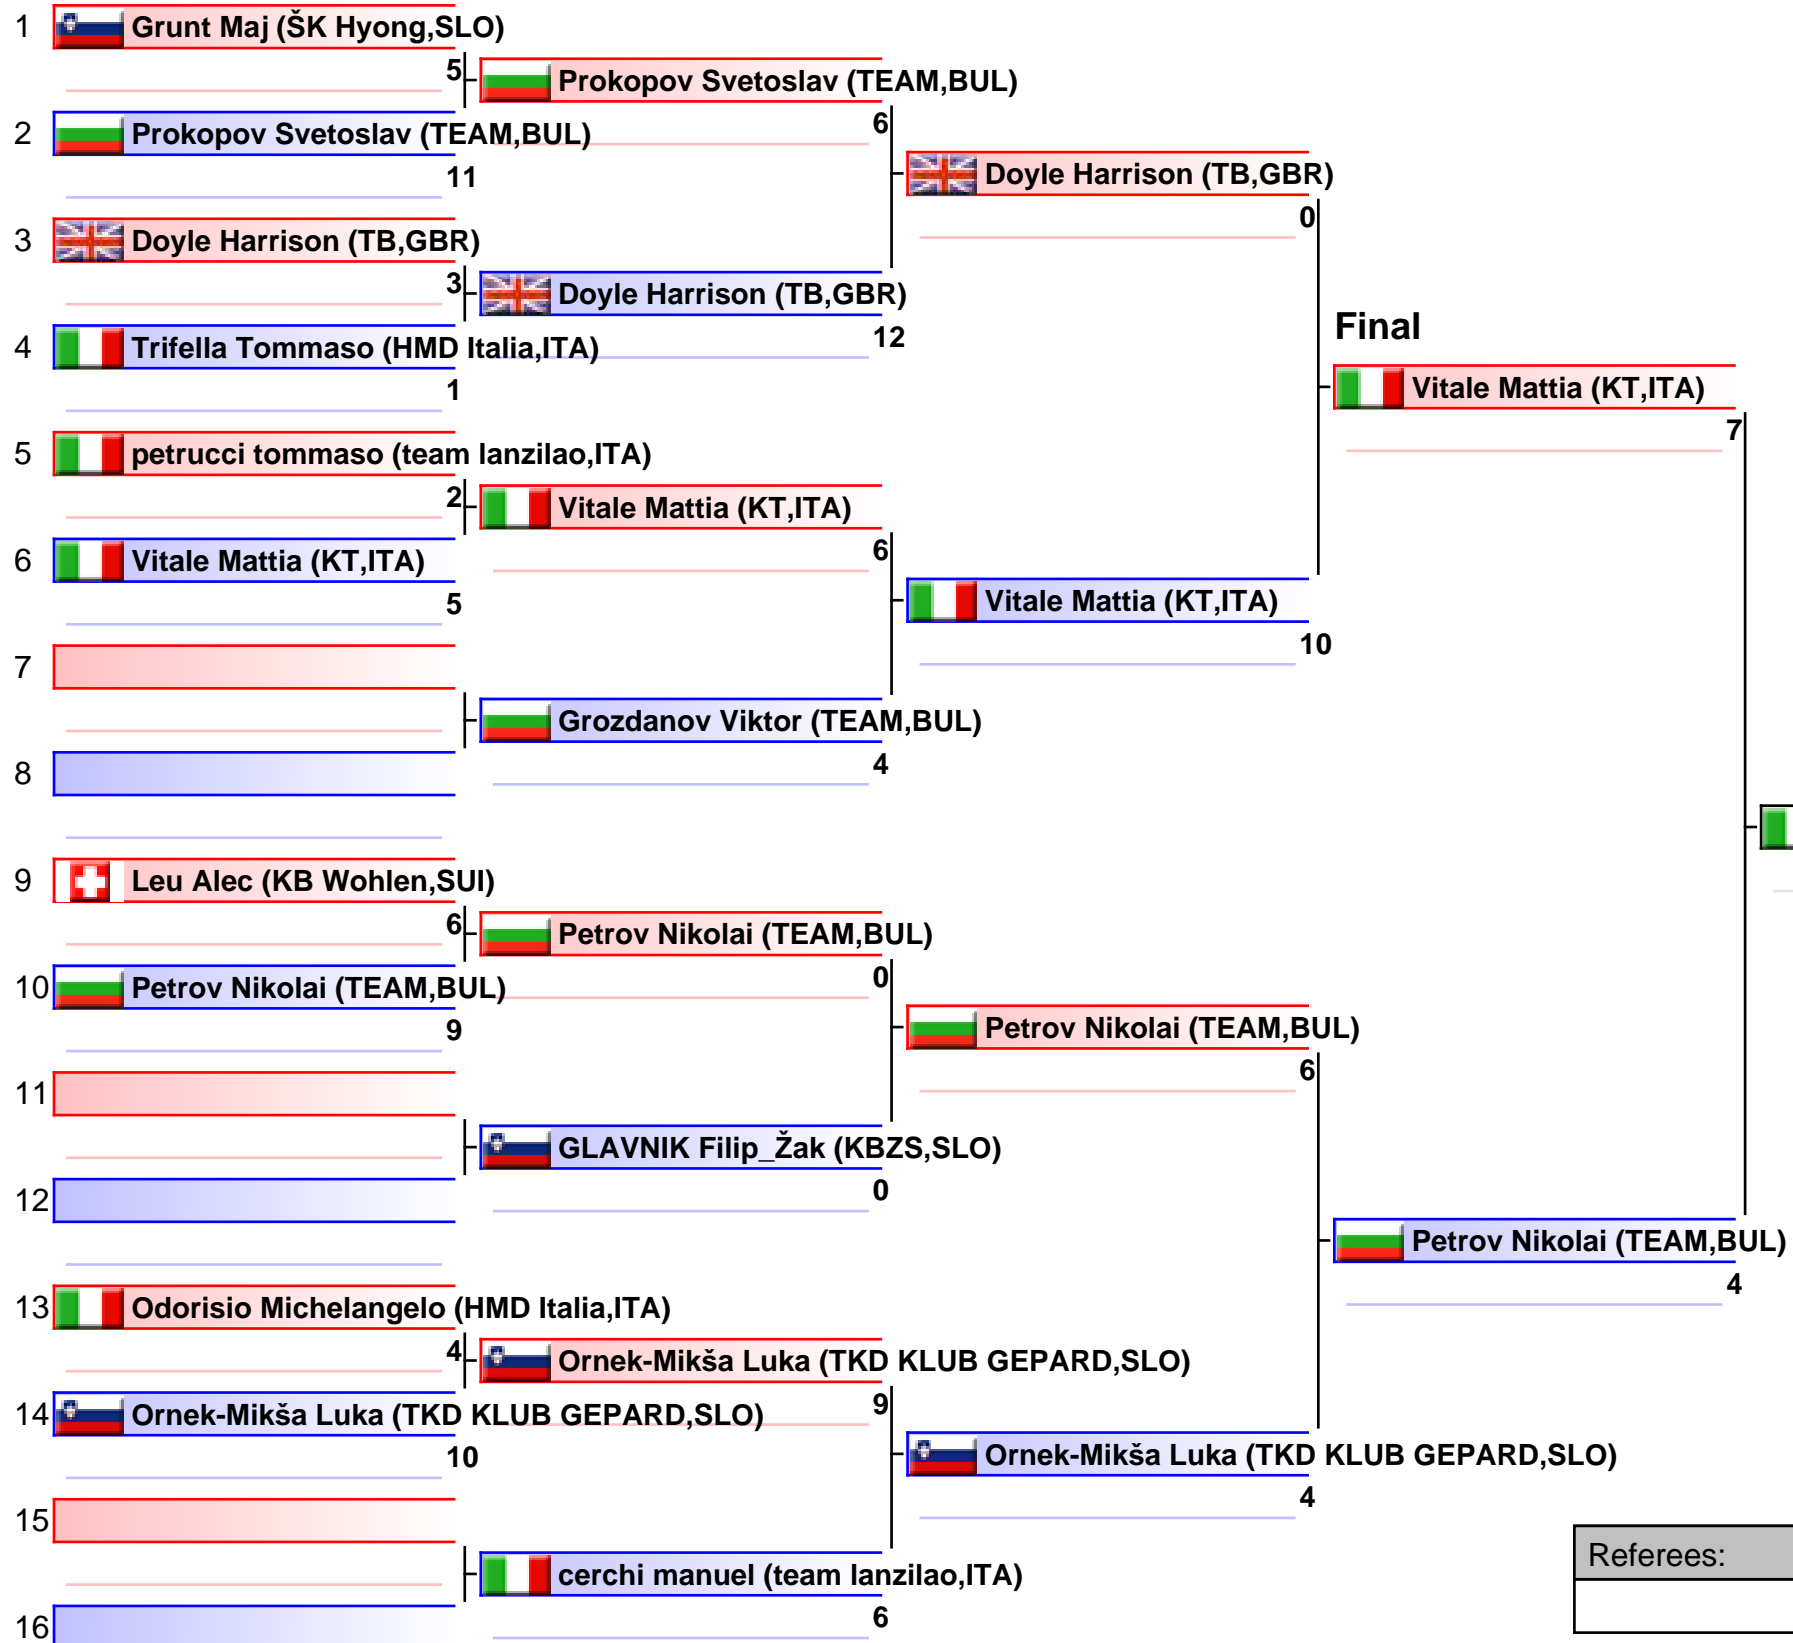 1 Grunt Maj (ŠK Hyong,SLO)
5 Prokopov Svetoslav (TEAM,BUL)
2 Prokopov Svetoslav (TEAM,BUL) 6
Doyle Harrison (TB,GBR)
11
0
3 Doyle Harrison (TB,GBR)
3 Doyle Harrison (TB,GBR)
12
Final
4 Trifella Tommaso (HMD Italia,ITA)
1 Vitale Mattia (KT,ITA)
7
5 petrucci tommaso (team lanzilao,ITA)
2 Vitale Mattia (KT,ITA)
6 Vitale Mattia (KT,ITA) 6
5 Vitale Mattia (KT,ITA)
10
7
Grozdanov Viktor (TEAM,BUL)
8 4
9 Leu Alec (KB Wohlen,SUI)
6 Petrov Nikolai (TEAM,BUL)
10 Petrov Nikolai (TEAM,BUL) 0
9 Petrov Nikolai (TEAM,BUL)
6
11
GLAVNIK Filip_Žak (KBZS,SLO)
12 0
Petrov Nikolai (TEAM,BUL)
4
13 Odorisio Michelangelo (HMD Italia,ITA)
4 Ornek-Mikša Luka (TKD KLUB GEPARD,SLO)
14 Ornek-Mikša Luka (TKD KLUB GEPARD,SLO) 9
10 Ornek-Mikša Luka (TKD KLUB GEPARD,SLO)
4
15
Referees:
cerchi manuel (team lanzilao,ITA)
16 6